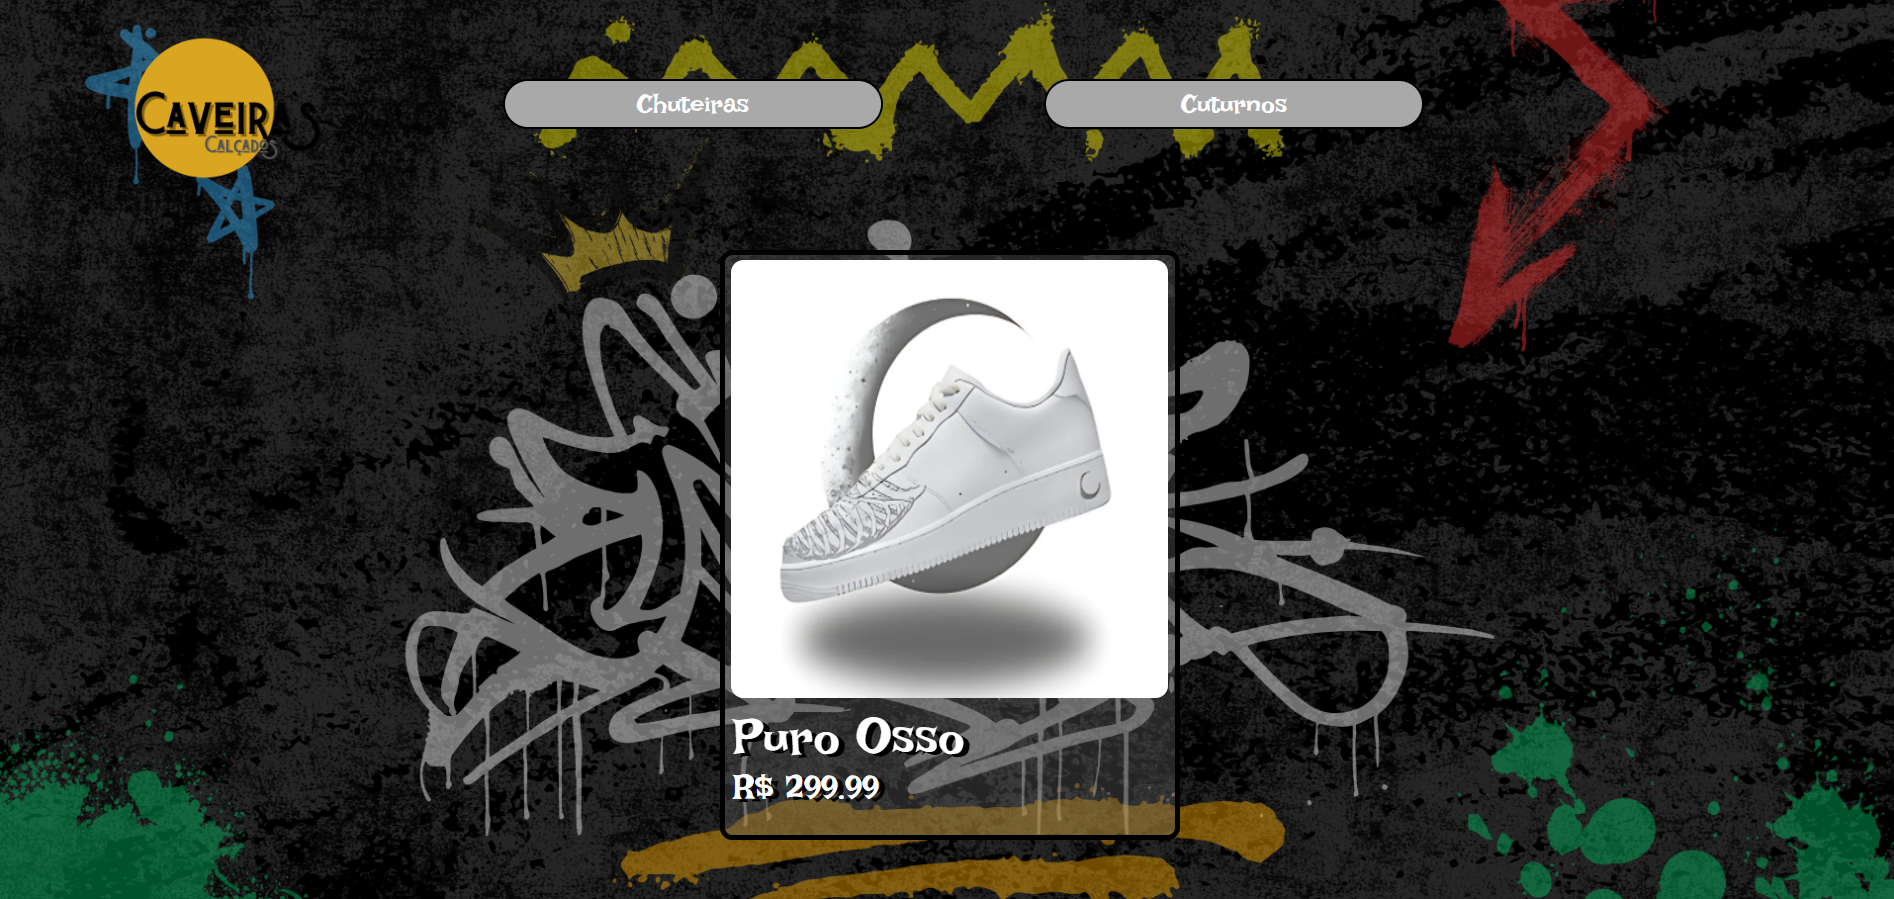 CAVEIRAS
CALÇADOS
Chuteiras
Cuturnos
Puro Osso
R$ 299.99